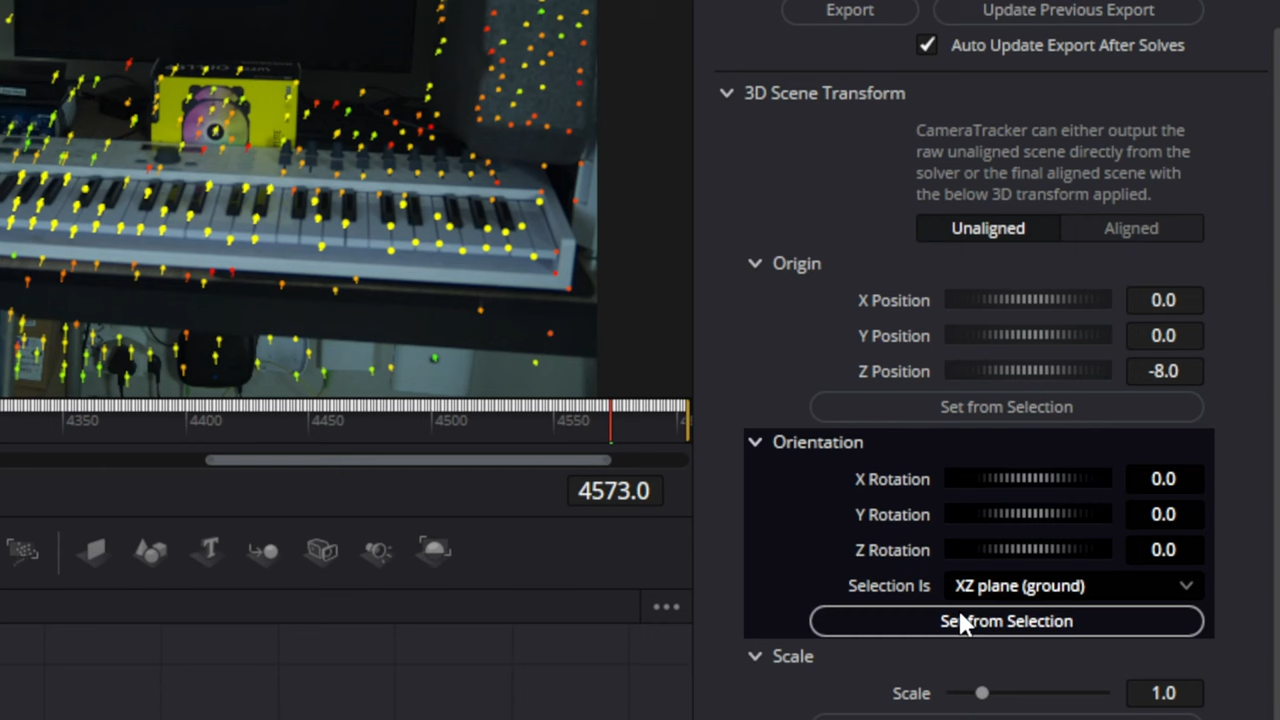 Export
Update Previous Export
Auto Update Export After Solves
3D Scene Transform
CameraTracker can either output the
raw unaligned scene directly from the
solver or the final aligned scene with
the below 3D transform applied.
Unaligned
Aligned
Origin
X Position
0.0
Y Position
0.0
Z Position
-8.0
Set from Selection
4350
4400
4450
4500
4550
Orientation
X Rotation
0.0
4573.0
Y Rotation
0.0
Z Rotation
0.0
Selection Is
XZ plane (ground)
Set from Selection
Scale
Scale
1.0